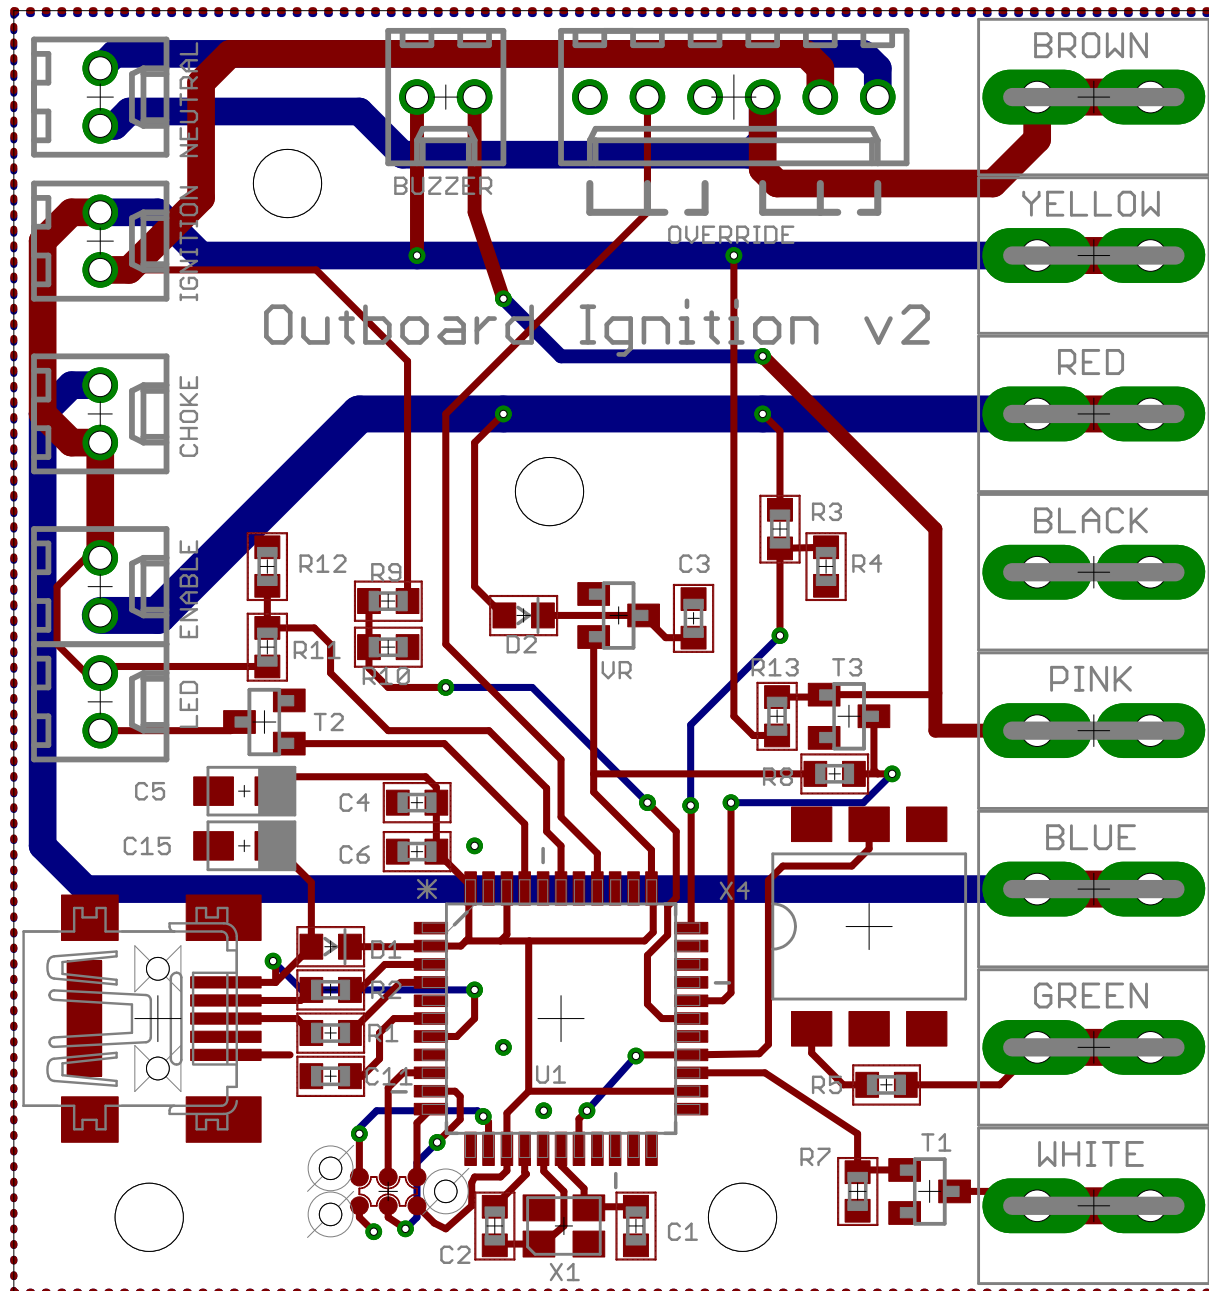 BROWN
NEUTRAL
BUZZER
YELLOW
IGNITION
OVERRIDE
Outboard Ignition v2
RED
CHOKE
R3
BLACK
ENABLE
R12
R9
C3
R4
R11
D2
R10
VR
R13
T3
PINK
LED
T2
C5
R8
C4
C15
C6
BLUE
X4
D1
R2
GREEN
R1
U1
C11
R5
R7
T1
WHITE
C2
C1
X1